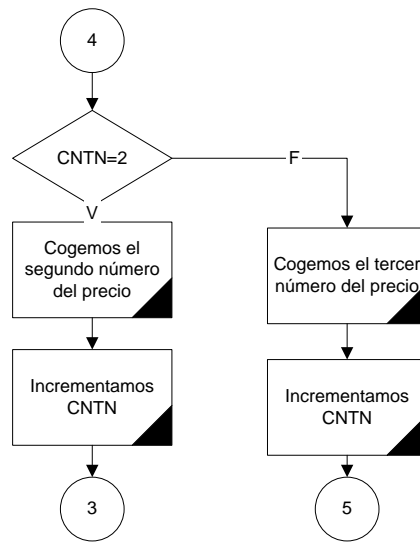 4
CNTN=2
F
V
Cogemos el
segundo número
del precio
Cogemos el tercer
número del precio
Incrementamos
CNTN
Incrementamos
CNTN
3
5